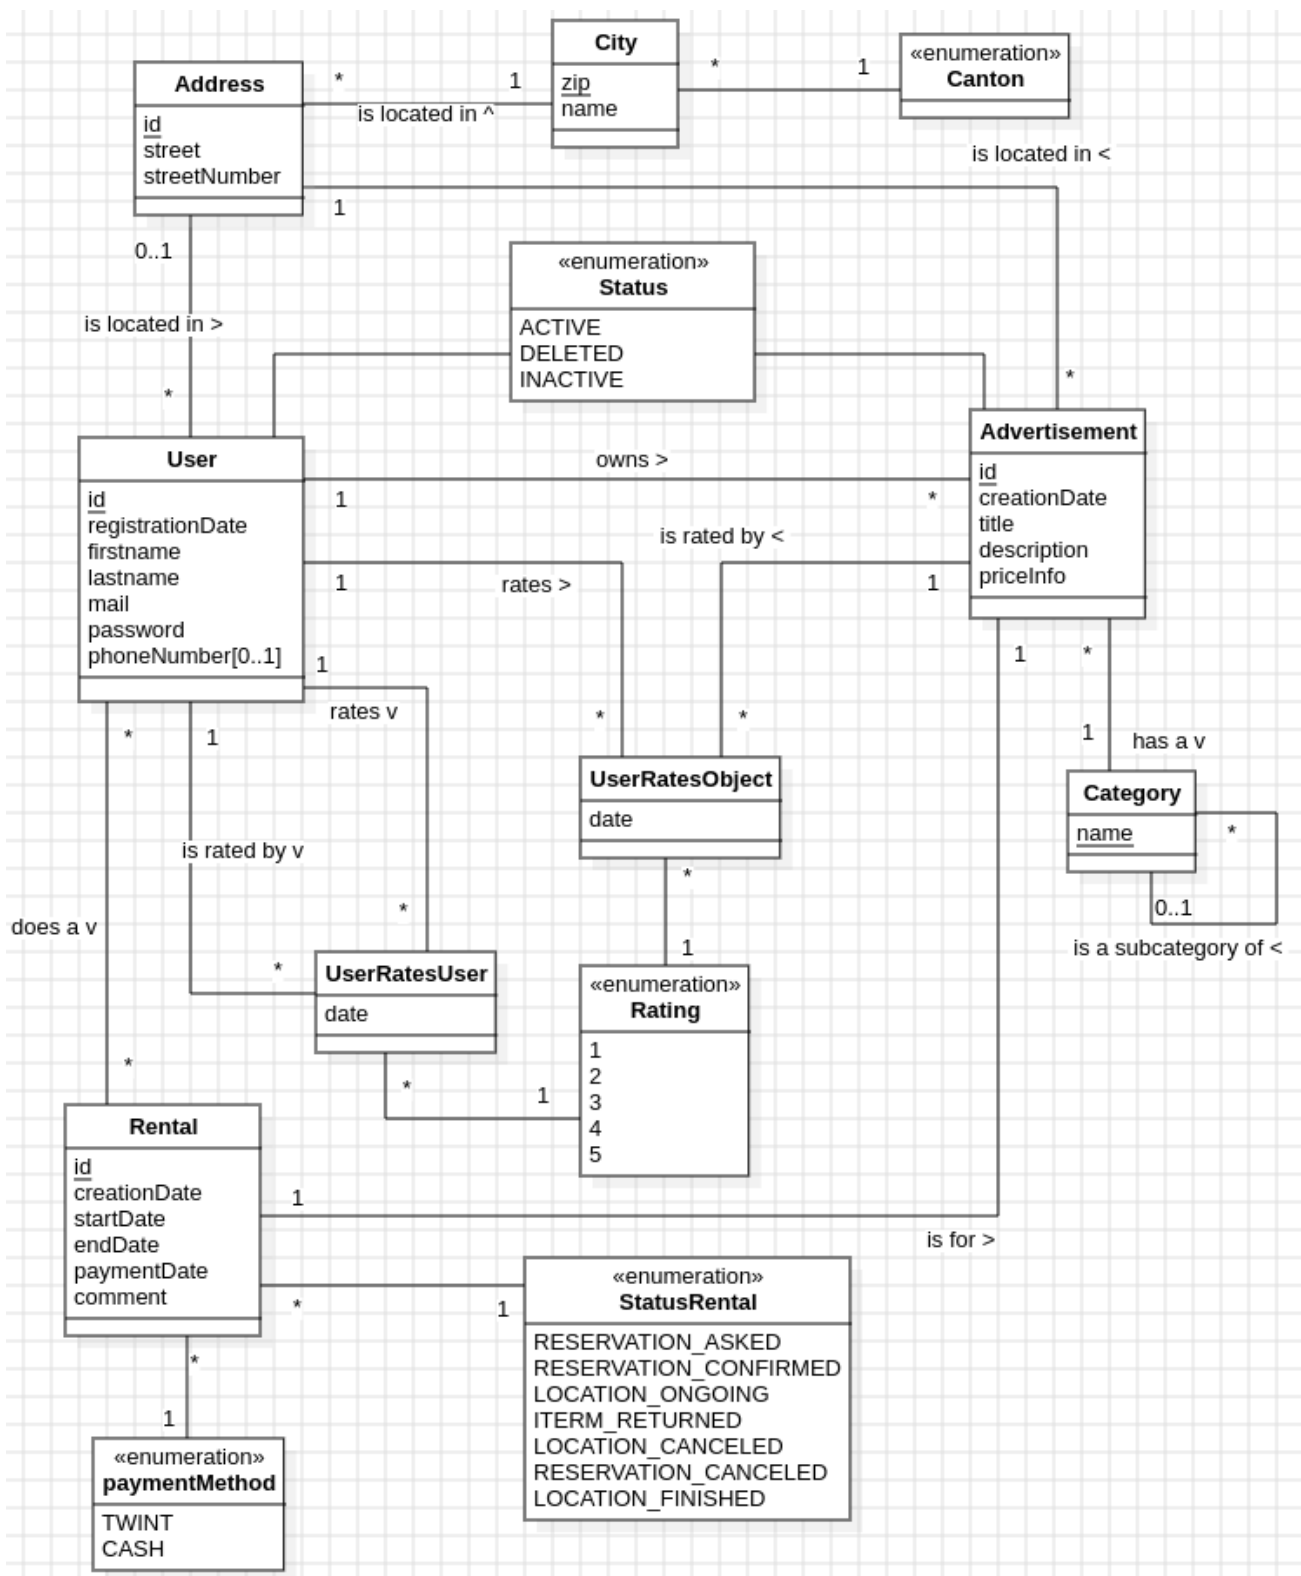 City
zip
name
«enumeration»
Canton
Address
id
street
streetNumber
*
1
is located in ^
*
1
is located in <
1
*
0..1
is located in >
*
«enumeration»
Status
ACTIVE
DELETED
INACTIVE
User
id
registrationDate
firstname
lastname
mail
password
phoneNumber[0..1]
owns >
1
*
Advertisement
id
creationDate
title
description
priceInfo
is rated by <
1
*
rates >
1
*
1
rates v
*
1
is rated by v
*
*
does a v
*
UserRatesObject
date
*
1
UserRatesUser
date
*
1
«enumeration»
Rating
1
2
3
4
5
1
*
1
has a v
Category
name
*
0..1
is a subcategory of <
Rental
id
creationDate
startDate
endDate
paymentDate
comment
1
is for >
*
1
«enumeration»
StatusRental
RESERVATION_ASKED
RESERVATION_CONFIRMED
LOCATION_ONGOING
ITERM_RETURNED
LOCATION_CANCELED
RESERVATION_CANCELED
LOCATION_FINISHED
*
1
«enumeration»
paymentMethod
TWINT
CASH